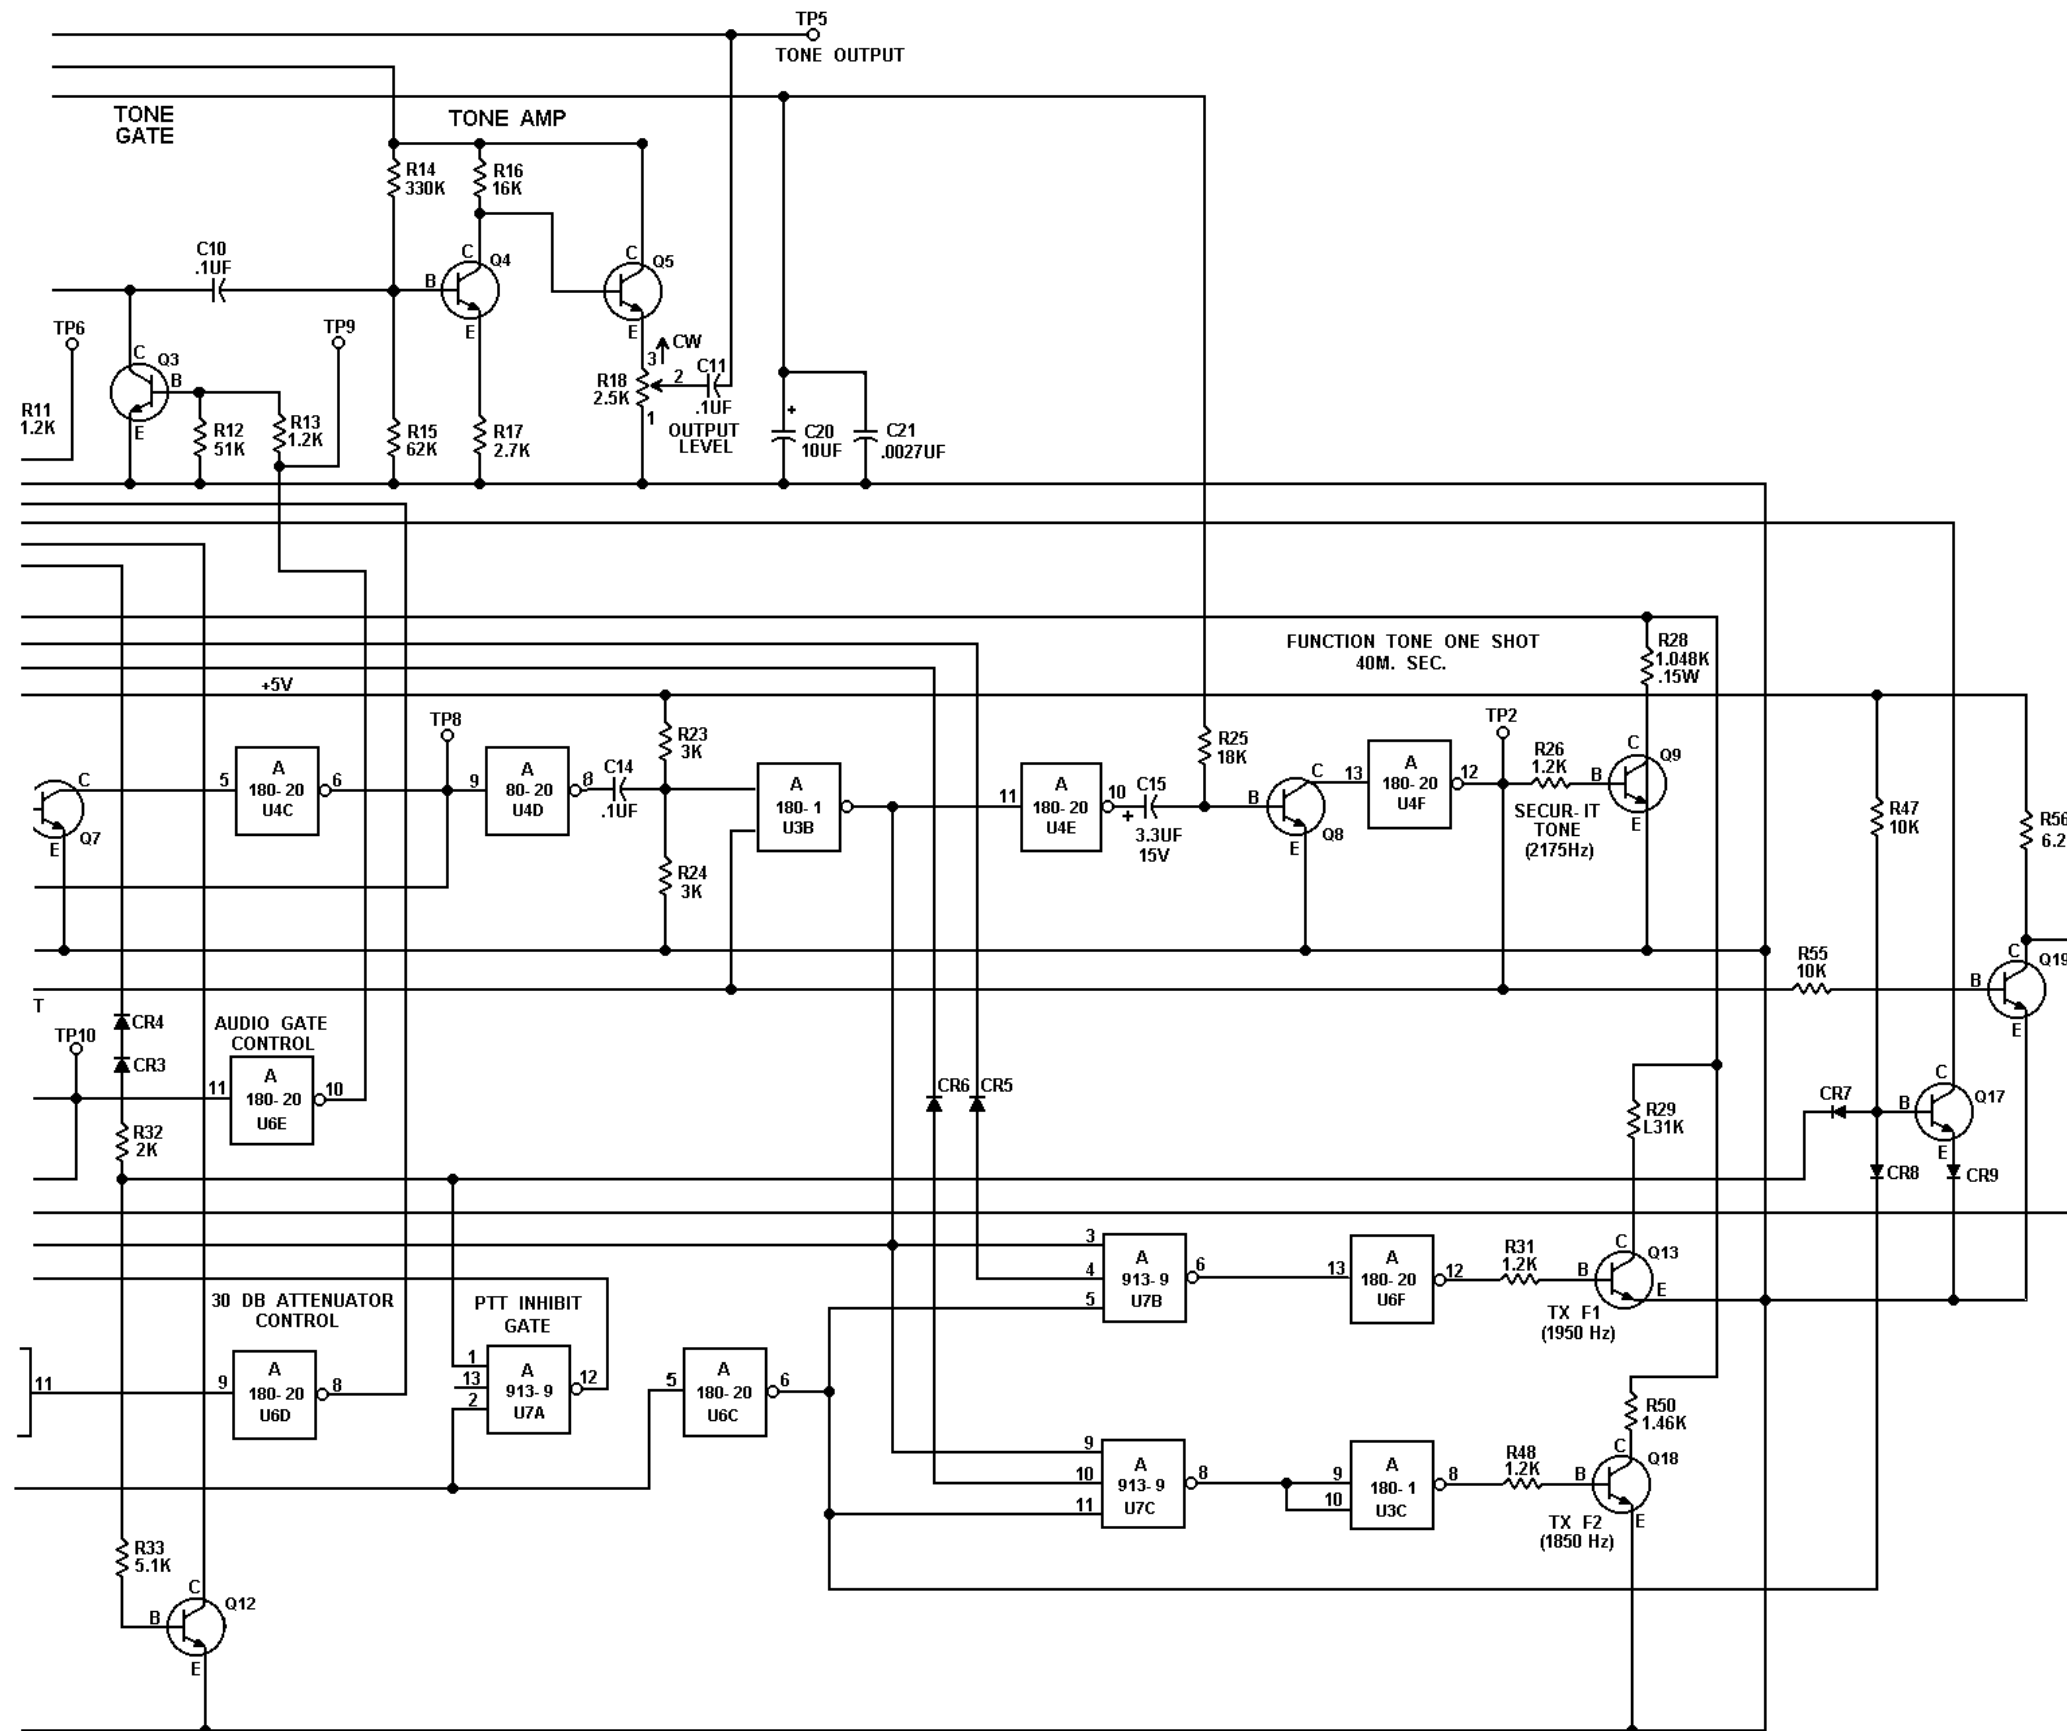 TP5
TONE OUTPUT
TONE
GATE
TONE AMP
R14
330K
R16
16K
C10
.1UF
C
B
Q4
E
C
Q5
E
TP6
TP9
C
Q3
B
E
3
CW
C11
R18
2.5K
2
.1UF
1
OUTPUT
LEVEL
R11
1.2K
R12
51K
R13
1.2K
R15
62K
R17
2.7K
+
C20
10UF
C21
.0027UF
FUNCTION TONE ONE SHOT
40M. SEC.
R28
1.048K
.15W
+5V
TP8
R23
3K
TP2
C
Q7
E
5
A
180-20
U4C
6
9
A
80-20
U4D
8
C14
.1UF
A
180-1
U3B
11
A
180-20
U4E
10
C15
+
3.3UF
15V
R25
18K
B
C
Q8
E
13
A
180-20
U4F
12
R26
1.2K
B
C
Q9
E
SECUR-IT
TONE
(2175Hz)
R47
10K
R56
6.2
R24
3K
R55
10K
B
C
Q19
E
T
TP10
CR4
CR3
AUDIO GATE
CONTROL
11
A
180-20
U6E
10
R32
2K
CR6
CR5
R29
L31K
CR7
B
C
Q17
E
CR8
CR9
3
4
5
A
913-9
U7B
6
13
A
180-20
U6F
12
R31
1.2K
B
C
Q13
E
TX F1
(1950 Hz)
30 DB ATTENUATOR
CONTROL
PTT INHIBIT
GATE
11
9
A
180-20
U6D
8
1
13
2
A
913-9
U7A
12
5
A
180-20
U6C
6
R50
1.46K
9
10
11
A
913-9
U7C
8
9
10
A
180-1
U3C
8
R48
1.2K
B
C
Q18
E
TX F2
(1850 Hz)
R33
5.1K
C
B
Q12
E